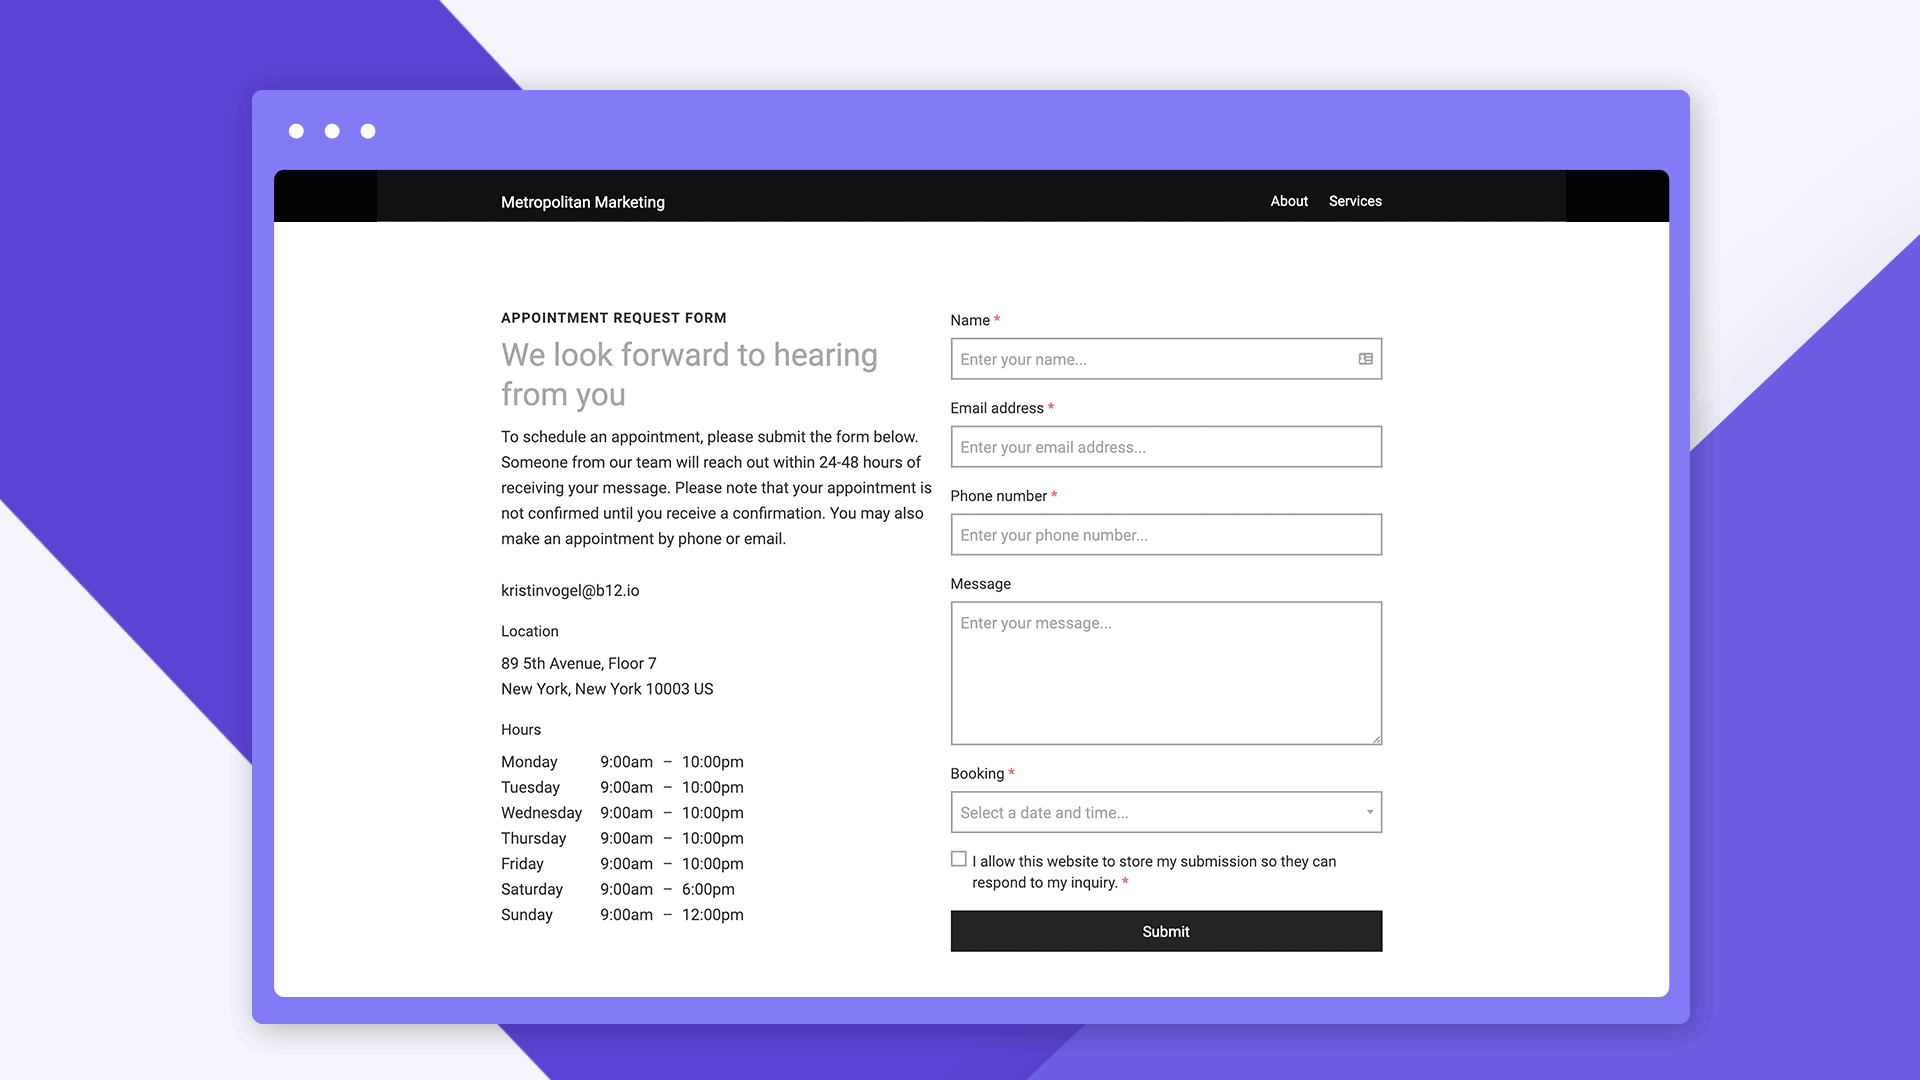 Metropolitan Marketing
About Services
APPOINTMENT REQUEST FORM
We look forward to hearing
from you
To schedule an appointment, please submit the form below.
Someone from our team will reach out within 24-48 hours of
receiving your message. Please note that your appointment is
not confirmed until you receive a confirmation. You may also
make an appointment by phone or email.
kristinvogel@b12.io
Location
89 5th Avenue, Floor 7
New York, New York 10003 US
Hours
Monday 9:00am – 10:00pm
Tuesday 9:00am – 10:00pm
Wednesday 9:00am – 10:00pm
Thursday 9:00am – 10:00pm
Friday 9:00am – 10:00pm
Saturday 9:00am – 6:00pm
Sunday 9:00am – 12:00pm
Name *
Enter your name...
Email address *
Enter your email address...
Phone number *
Enter your phone number...
Message
Enter your message...
Booking *
Select a date and time...
I allow this website to store my submission so they can
respond to my inquiry. *
Submit